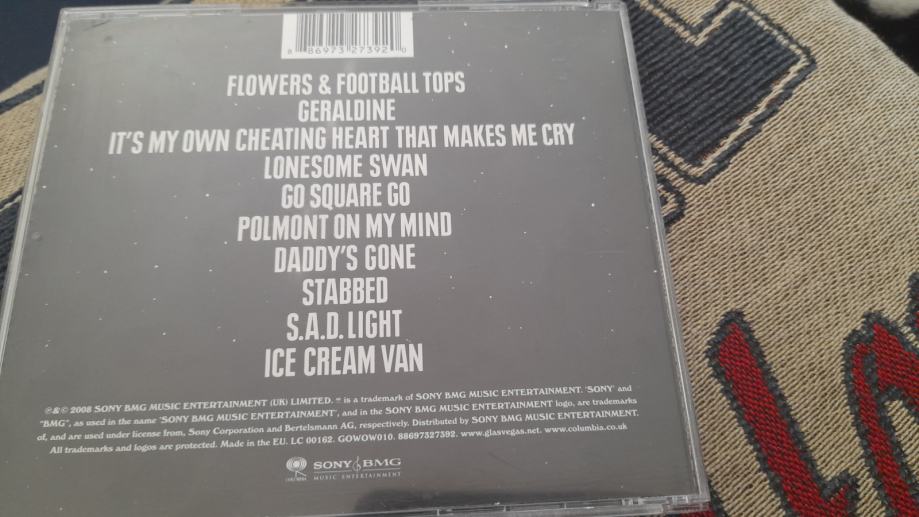 8 86973 27392 0
FLOWERS & FOOTBALL TOPS
GERALDINE
IT'S MY OWN CHEATING HEART THAT MAKES ME CRY
LONESOME SWAN
GO SQUARE GO
POLMONT ON MY MIND
DADDY'S GONE
STABBED
S.A.D. LIGHT
ICE CREAM VAN
℗&© 2008 SONY BMG MUSIC ENTERTAINMENT (UK) LIMITED. is a trademark of SONY BMG MUSIC ENTERTAINMENT. 'SONY' and
"BMG", as used in the name 'SONY BMG MUSIC ENTERTAINMENT', and in the SONY BMG MUSIC ENTERTAINMENT logo, are trademarks
of, and are used under license from, Sony Corporation and Bertelsmann AG, respectively. Distributed by SONY BMG MUSIC ENTERTAINMENT.
All trademarks and logos are protected. Made in the EU. LC 00162. GOWOW010. 88697327392. www.glasvegas.net. www.columbia.co.uk
COLUMBIA
SONY BMG
MUSIC ENTERTAINMENT